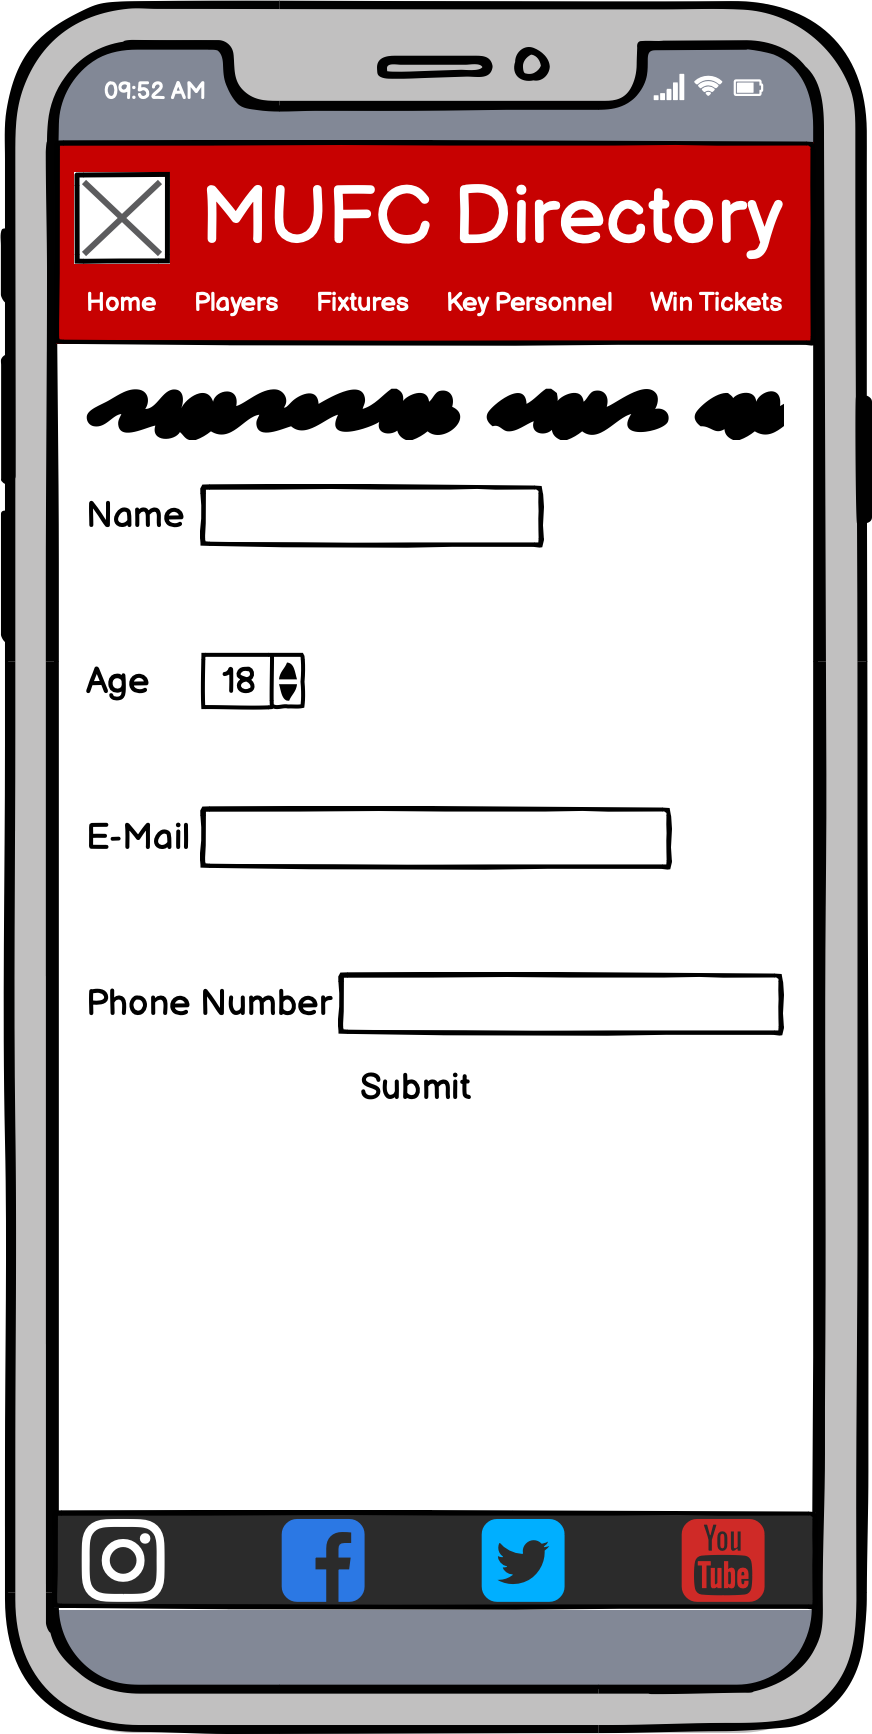 09:52 AM
MUFC Directory
Home Players Fixtures Key Personnel Win Tickets
Name
Age 18
E-Mail
Phone Number
Submit
You
Tube